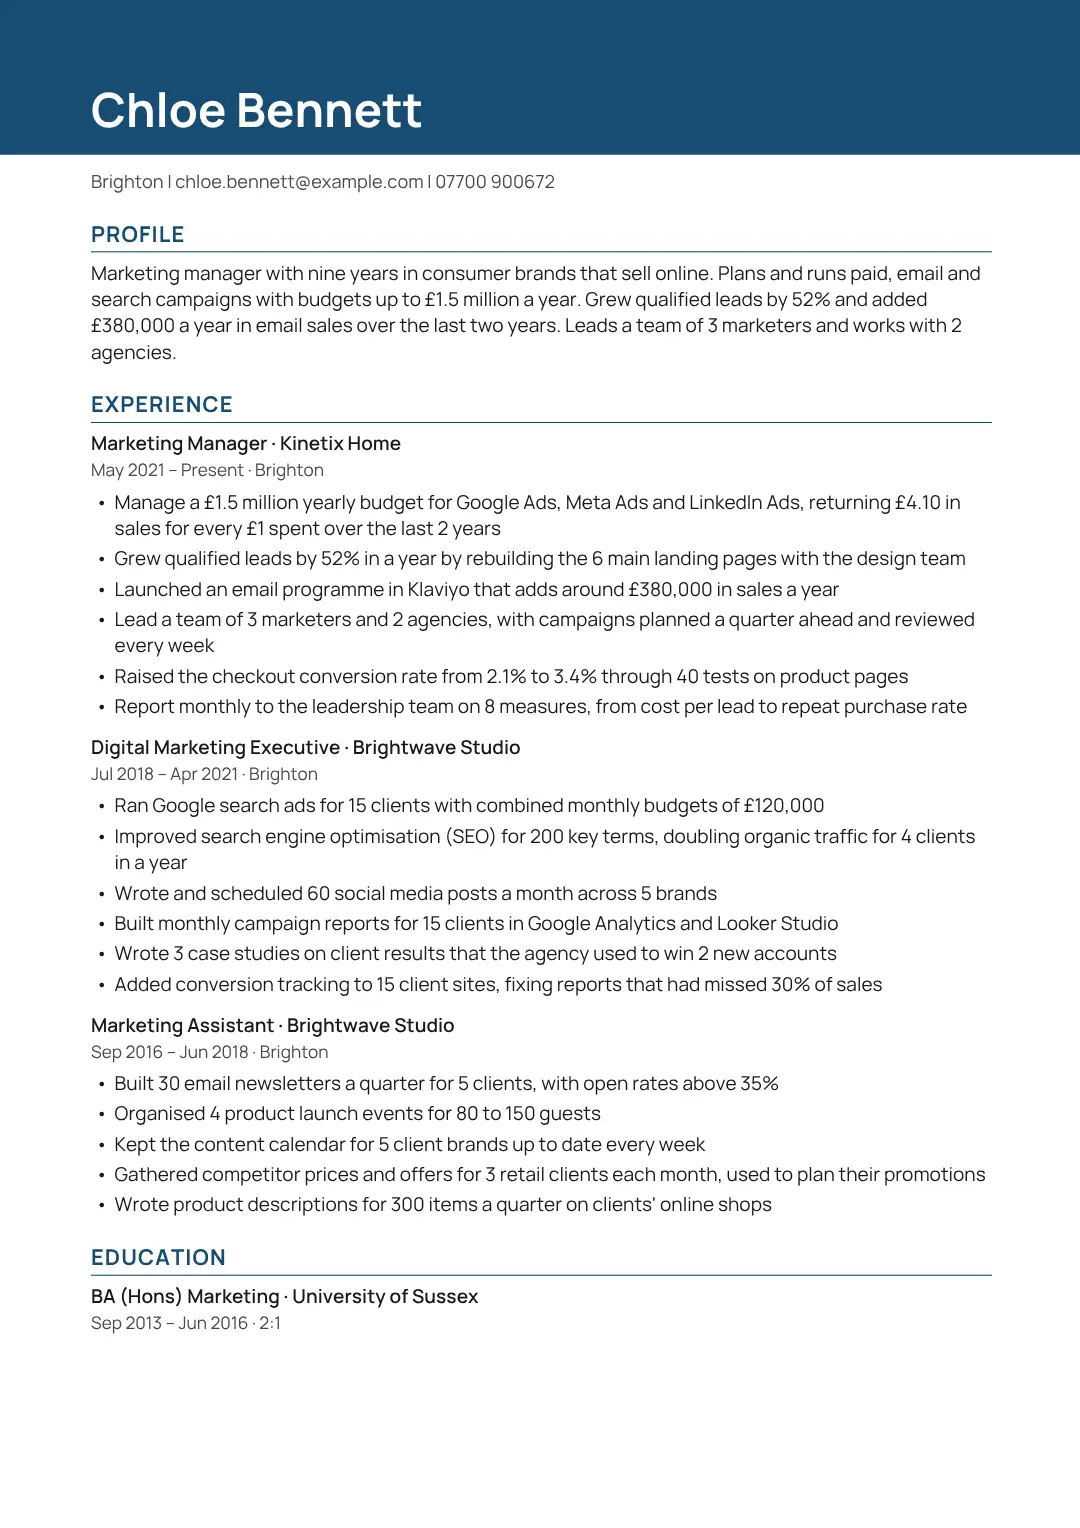 Chloe Bennett
Brighton | chloe.bennett@example.com | 07700 900672
PROFILE
Marketing manager with nine years in consumer brands that sell online. Plans and runs paid, email and
search campaigns with budgets up to £1.5 million a year. Grew qualified leads by 52% and added
£380,000 a year in email sales over the last two years. Leads a team of 3 marketers and works with 2
agencies.
EXPERIENCE
Marketing Manager · Kinetix Home
May 2021 – Present · Brighton
• Manage a £1.5 million yearly budget for Google Ads, Meta Ads and LinkedIn Ads, returning £4.10 in
sales for every £1 spent over the last 2 years
• Grew qualified leads by 52% in a year by rebuilding the 6 main landing pages with the design team
• Launched an email programme in Klaviyo that adds around £380,000 in sales a year
• Lead a team of 3 marketers and 2 agencies, with campaigns planned a quarter ahead and reviewed
every week
• Raised the checkout conversion rate from 2.1% to 3.4% through 40 tests on product pages
• Report monthly to the leadership team on 8 measures, from cost per lead to repeat purchase rate
Digital Marketing Executive · Brightwave Studio
Jul 2018 – Apr 2021 · Brighton
• Ran Google search ads for 15 clients with combined monthly budgets of £120,000
• Improved search engine optimisation (SEO) for 200 key terms, doubling organic traffic for 4 clients
in a year
• Wrote and scheduled 60 social media posts a month across 5 brands
• Built monthly campaign reports for 15 clients in Google Analytics and Looker Studio
• Wrote 3 case studies on client results that the agency used to win 2 new accounts
• Added conversion tracking to 15 client sites, fixing reports that had missed 30% of sales
Marketing Assistant · Brightwave Studio
Sep 2016 – Jun 2018 · Brighton
• Built 30 email newsletters a quarter for 5 clients, with open rates above 35%
• Organised 4 product launch events for 80 to 150 guests
• Kept the content calendar for 5 client brands up to date every week
• Gathered competitor prices and offers for 3 retail clients each month, used to plan their promotions
• Wrote product descriptions for 300 items a quarter on clients' online shops
EDUCATION
BA (Hons) Marketing · University of Sussex
Sep 2013 – Jun 2016 · 2:1